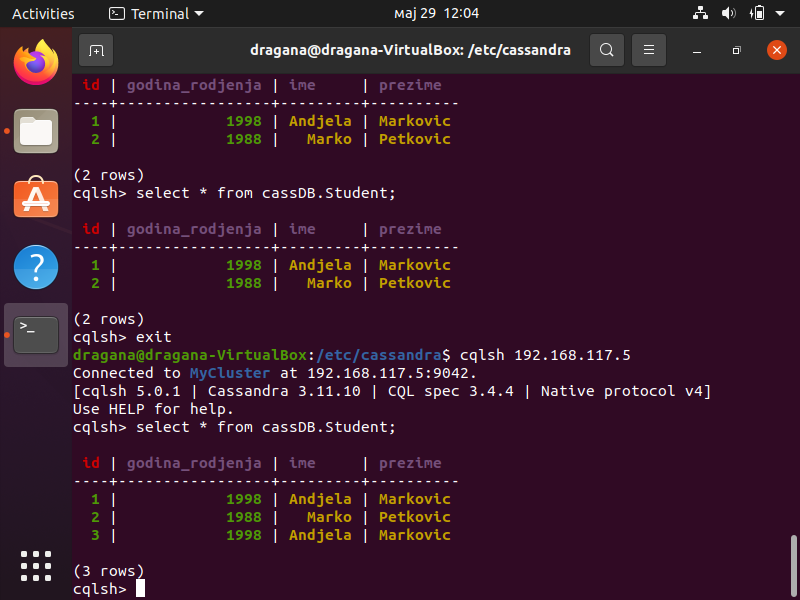 Activities Terminal мај 29 12:04
dragana@dragana-VirtualBox: /etc/cassandra
id | godina_rodjenja | ime     | prezime
----+-----------------+---------+----------
  1 |            1998 | Andjela | Markovic
  2 |            1988 |   Marko | Petkovic
(2 rows)
cqlsh> select * from cassDB.Student;
 id | godina_rodjenja | ime     | prezime
----+-----------------+---------+----------
  1 |            1998 | Andjela | Markovic
  2 |            1988 |   Marko | Petkovic
(2 rows)
cqlsh> exit
dragana@dragana-VirtualBox:/etc/cassandra$ cqlsh 192.168.117.5
Connected to MyCluster at 192.168.117.5:9042.
[cqlsh 5.0.1 | Cassandra 3.11.10 | CQL spec 3.4.4 | Native protocol v4]
Use HELP for help.
cqlsh> select * from cassDB.Student;
 id | godina_rodjenja | ime     | prezime
----+-----------------+---------+----------
  1 |            1998 | Andjela | Markovic
  2 |            1988 |   Marko | Petkovic
  3 |            1998 | Andjela | Markovic
(3 rows)
cqlsh>